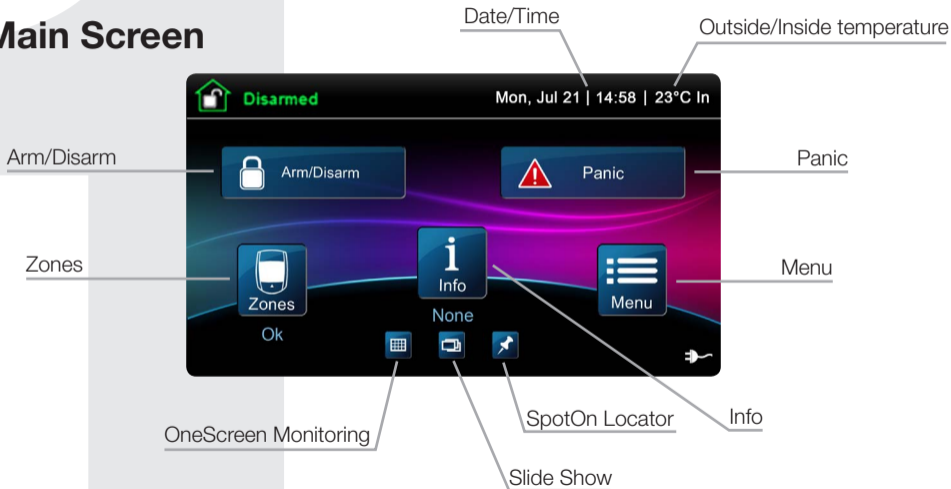 Main Screen
Date/Time
Outside/Inside temperature
Disarmed
Mon, Jul 21 | 14:58 | 23°C In
Arm/Disarm
Arm/Disarm
Panic
Panic
Zones
Zones
Ok
i
Info
None
Menu
Menu
OneScreen Monitoring
SpotOn Locator
Info
Slide Show